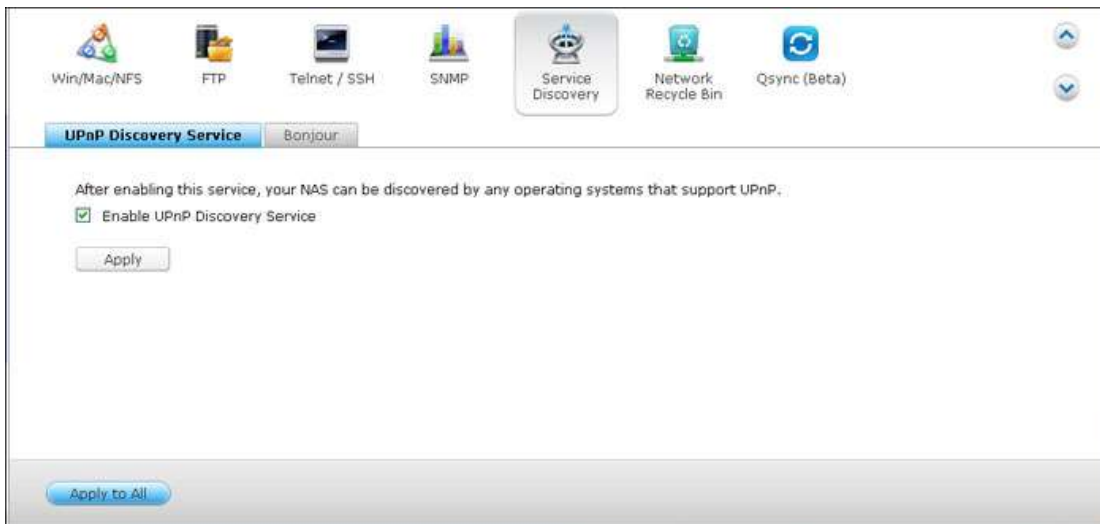 Win/Mac/NFS
FTP
Telnet / SSH
SNMP
Service
Discovery
Network
Recycle Bin
Qsync (Beta)
UPnP Discovery Service
Bonjour
After enabling this service, your NAS can be discovered by any operating systems that support UPnP.
Enable UPnP Discovery Service
Apply
Apply to All